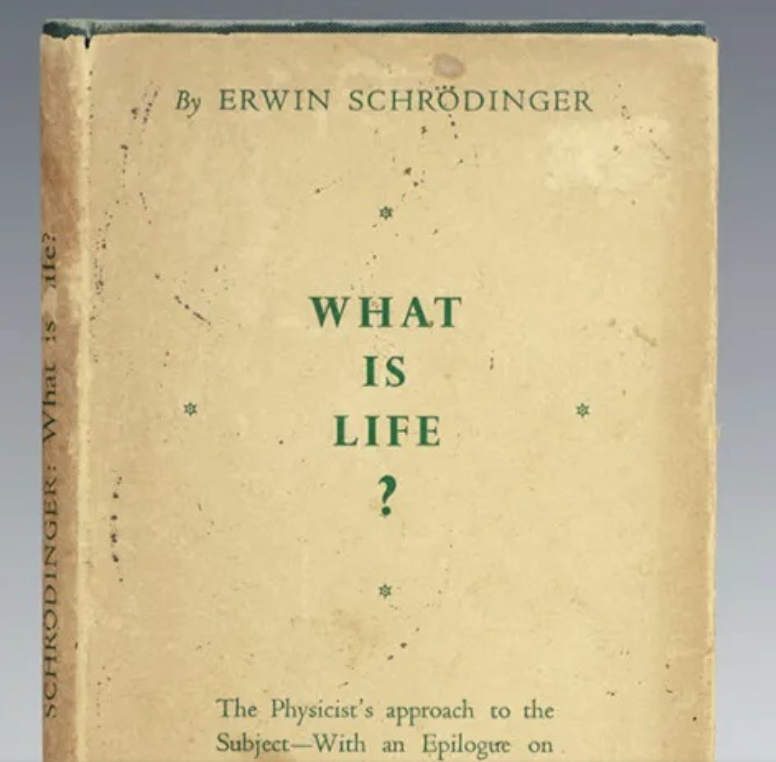 By ERWIN SCHRÖDINGER
WHAT
IS
LIFE
?
The Physicist's approach to the
Subject—With an Epilogue on
SCHRÖDINGER: What is